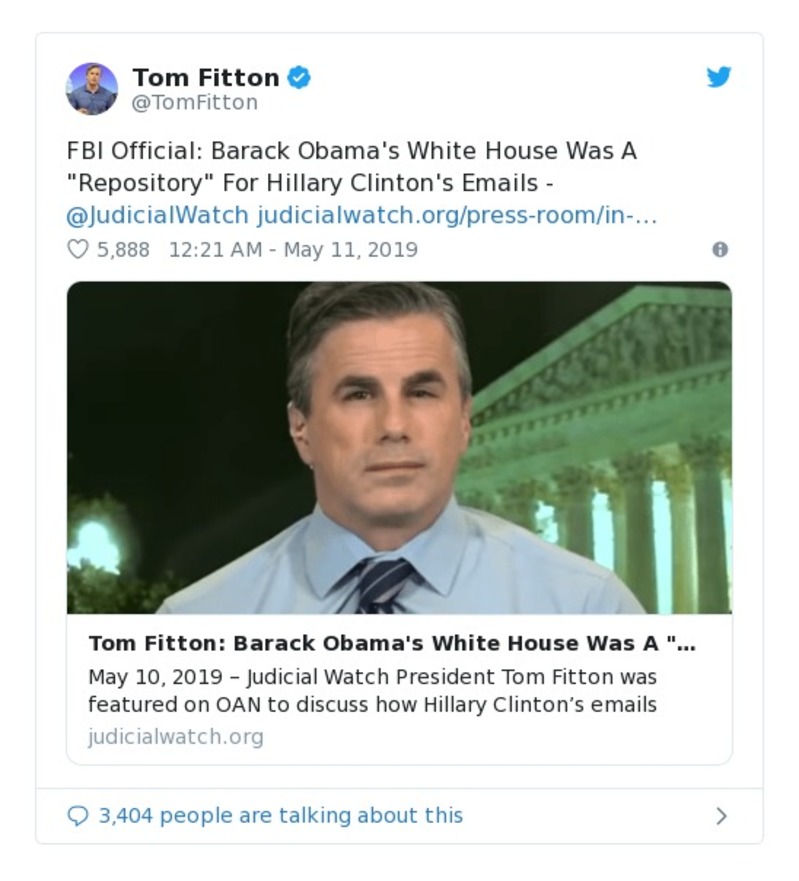 Tom Fitton
@TomFitton
FBI Official: Barack Obama's White House Was A
"Repository" For Hillary Clinton's Emails -
@JudicialWatch judicialwatch.org/press-room/in-…
5,888 12:21 AM - May 11, 2019
Tom Fitton: Barack Obama's White House Was A "…
May 10, 2019 – Judicial Watch President Tom Fitton was
featured on OAN to discuss how Hillary Clinton’s emails
judicialwatch.org
3,404 people are talking about this